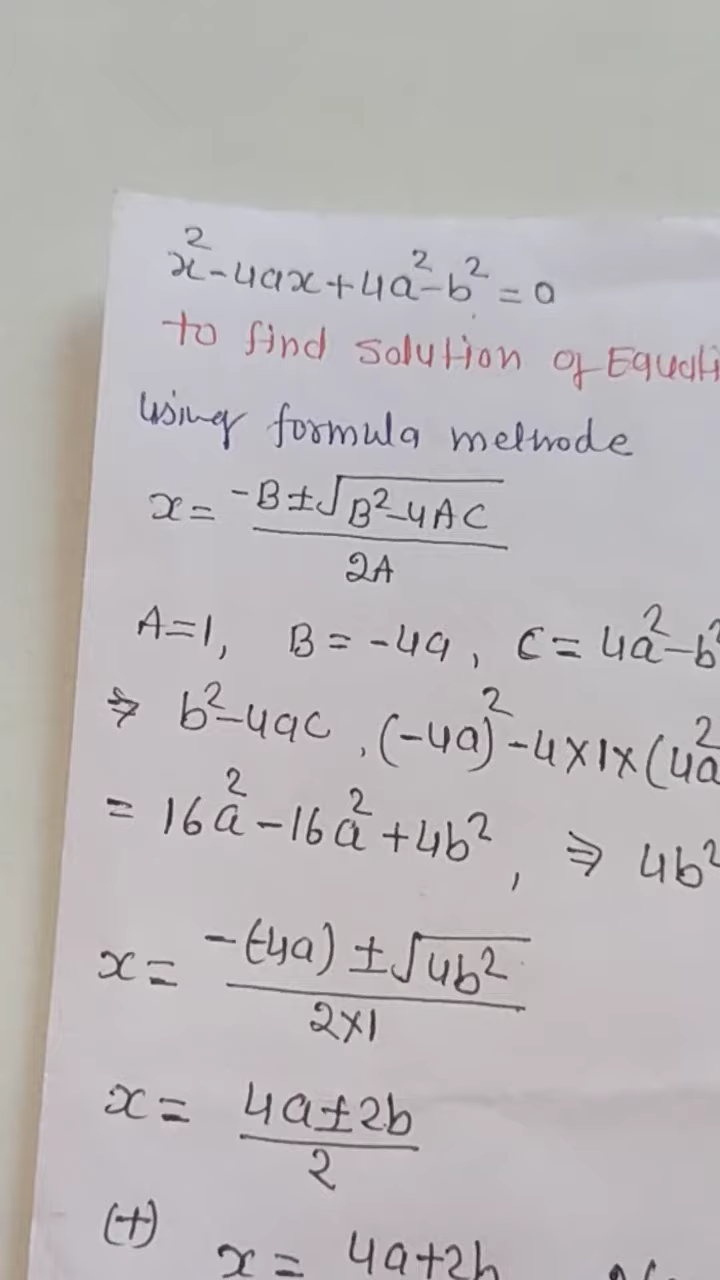 x² - 4ax + 4a² - b² = 0
to find solution of Equati
using formula methode
x = -B ± √B² - 4AC / 2A
A = 1, B = -4a, C = 4a² - b²
⇒ b² - 4ac, (-4a)² - 4×1×(4a²
= 16a² - 16a² + 4b², ⇒ 4b²
x = -(-4a) ± √4b² / 2×1
x = 4a ± 2b / 2
(+) x = 4a + 2b